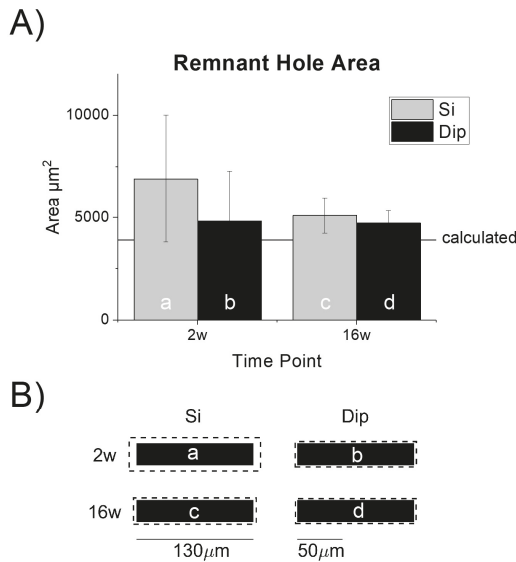 A)
Remnant Hole Area
Si
Dip
10000
5000
0
Area µm²
calculated
a b c d
2w 16w
Time Point
B)
Si Dip
2w a b
16w c d
130µm 50µm